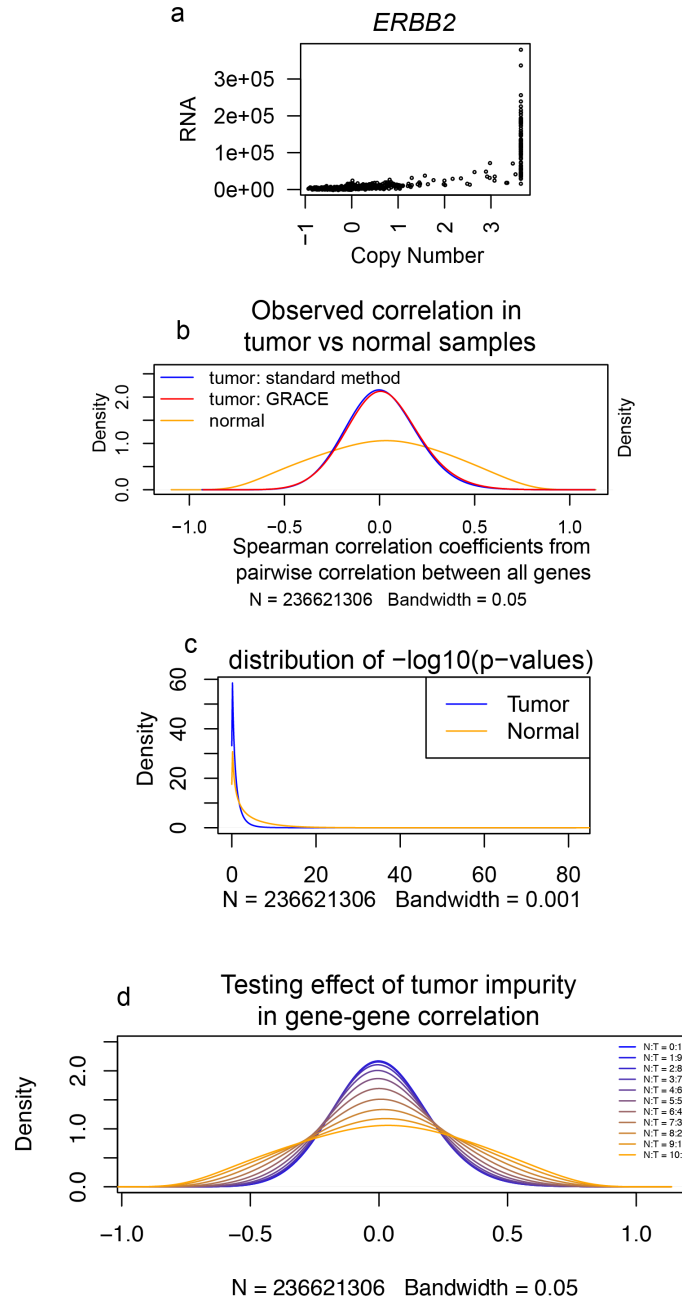 a
ERBB2
RNA
3e+05
2e+05
1e+05
0e+00
−1 0 1 2 3
Copy Number
b
Observed correlation in
tumor vs normal samples
tumor: standard method
tumor: GRACE
normal
Density
2.0
1.0
0.0
Density
−1.0 −0.5 0.0 0.5 1.0
Spearman correlation coefficients from
pairwise correlation between all genes
N = 236621306 Bandwidth = 0.05
c
distribution of −log10(p−values)
Density
60
40
20
0
Tumor
Normal
0 20 40 60 80
N = 236621306 Bandwidth = 0.001
d
Testing effect of tumor impurity
in gene-gene correlation
Density
2.0
1.0
0.0
N:T = 0:1
N:T = 1:9
N:T = 2:8
N:T = 3:7
N:T = 4:6
N:T = 5:5
N:T = 6:4
N:T = 7:3
N:T = 8:2
N:T = 9:1
N:T = 10:
−1.0 −0.5 0.0 0.5 1.0
N = 236621306 Bandwidth = 0.05